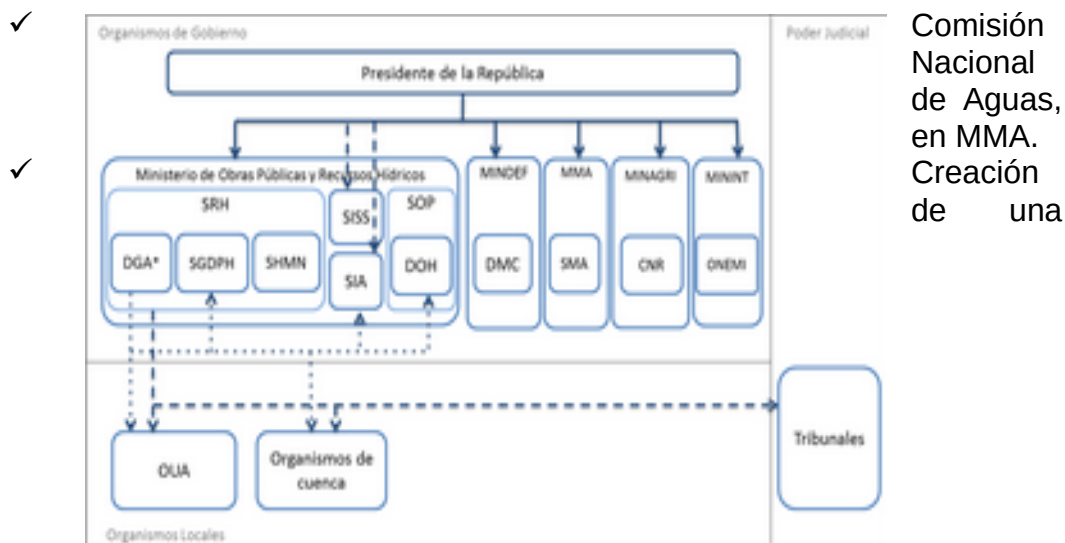 ✓
Organismos de Gobierno
Poder Judicial
Presidente de la República
Ministerio de Obras Públicas y Recursos Hídricos
MINDEF
MMA
MINAGRI
MININT
SRH
SISS
SOP
DGA*
SGDPH
SHMN
SIA
DOH
DMC
SMA
CNR
ONEMI
OUA
Organismos de
cuenca
Tribunales
Organismos Locales
Comisión
Nacional
de Aguas,
en MMA.
✓
Creación
de una